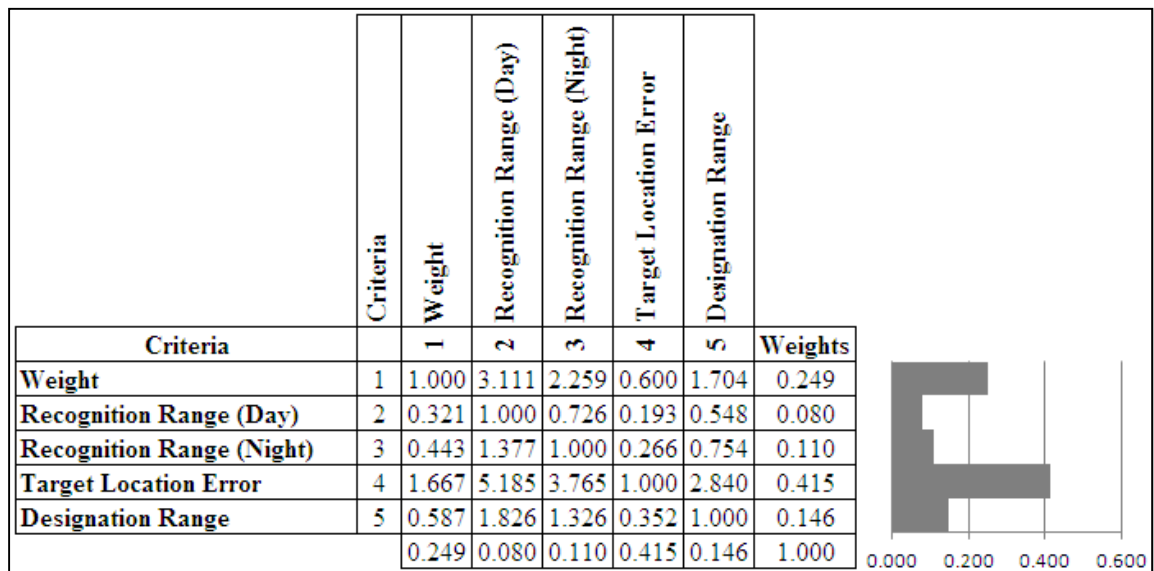 Criteria
Weight
Recognition Range (Day)
Recognition Range (Night)
Target Location Error
Designation Range
Criteria 1 2 3 4 5 Weights
Weight 1 1.000 3.111 2.259 0.600 1.704 0.249
Recognition Range (Day) 2 0.321 1.000 0.726 0.193 0.548 0.080
Recognition Range (Night) 3 0.443 1.377 1.000 0.266 0.754 0.110
Target Location Error 4 1.667 5.185 3.765 1.000 2.840 0.415
Designation Range 5 0.587 1.826 1.326 0.352 1.000 0.146
0.249 0.080 0.110 0.415 0.146 1.000
0.000 0.200 0.400 0.600